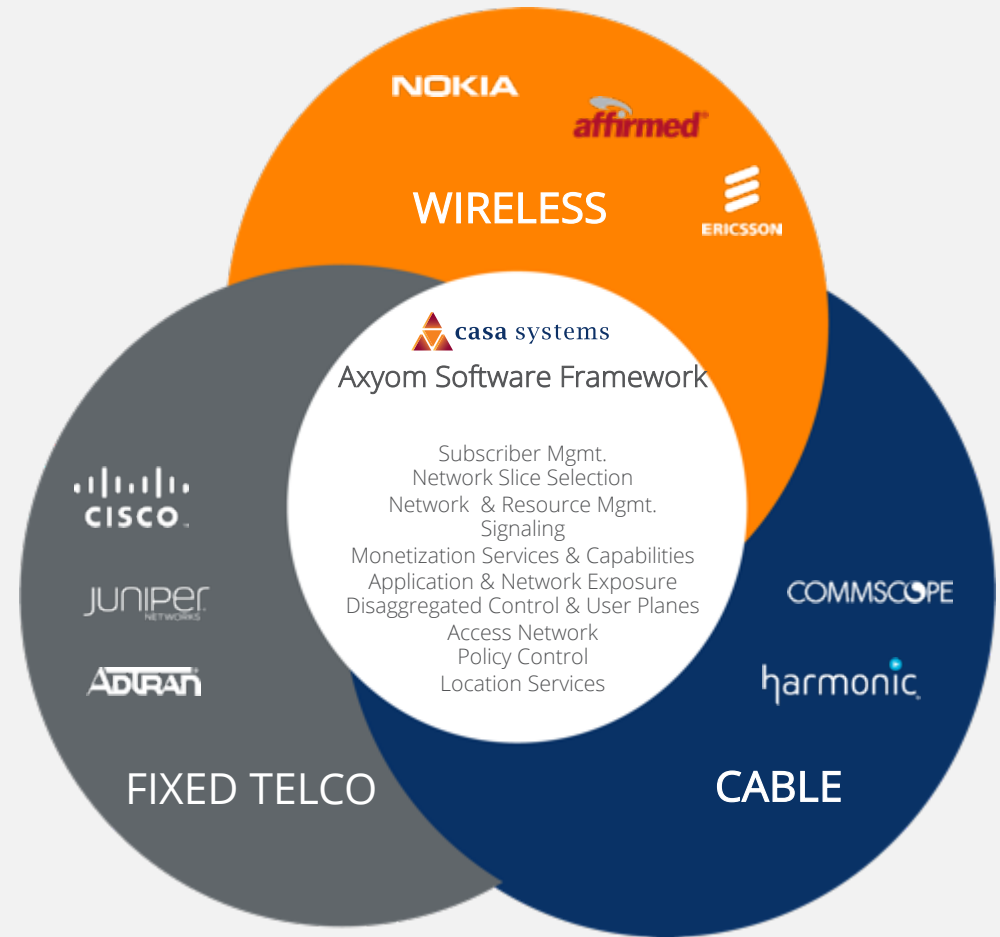 NOKIA
affirmed®
WIRELESS
ERICSSON
casa systems
Axyom Software Framework
Subscriber Mgmt.
Network Slice Selection
Network & Resource Mgmt.
Signaling
Monetization Services & Capabilities
Application & Network Exposure
Disaggregated Control & User Planes
Access Network
Policy Control
Location Services
CISCO
JUNIPER
NETWORKS
ADTRAN
FIXED TELCO
COMMSCOPE
harmonic
CABLE